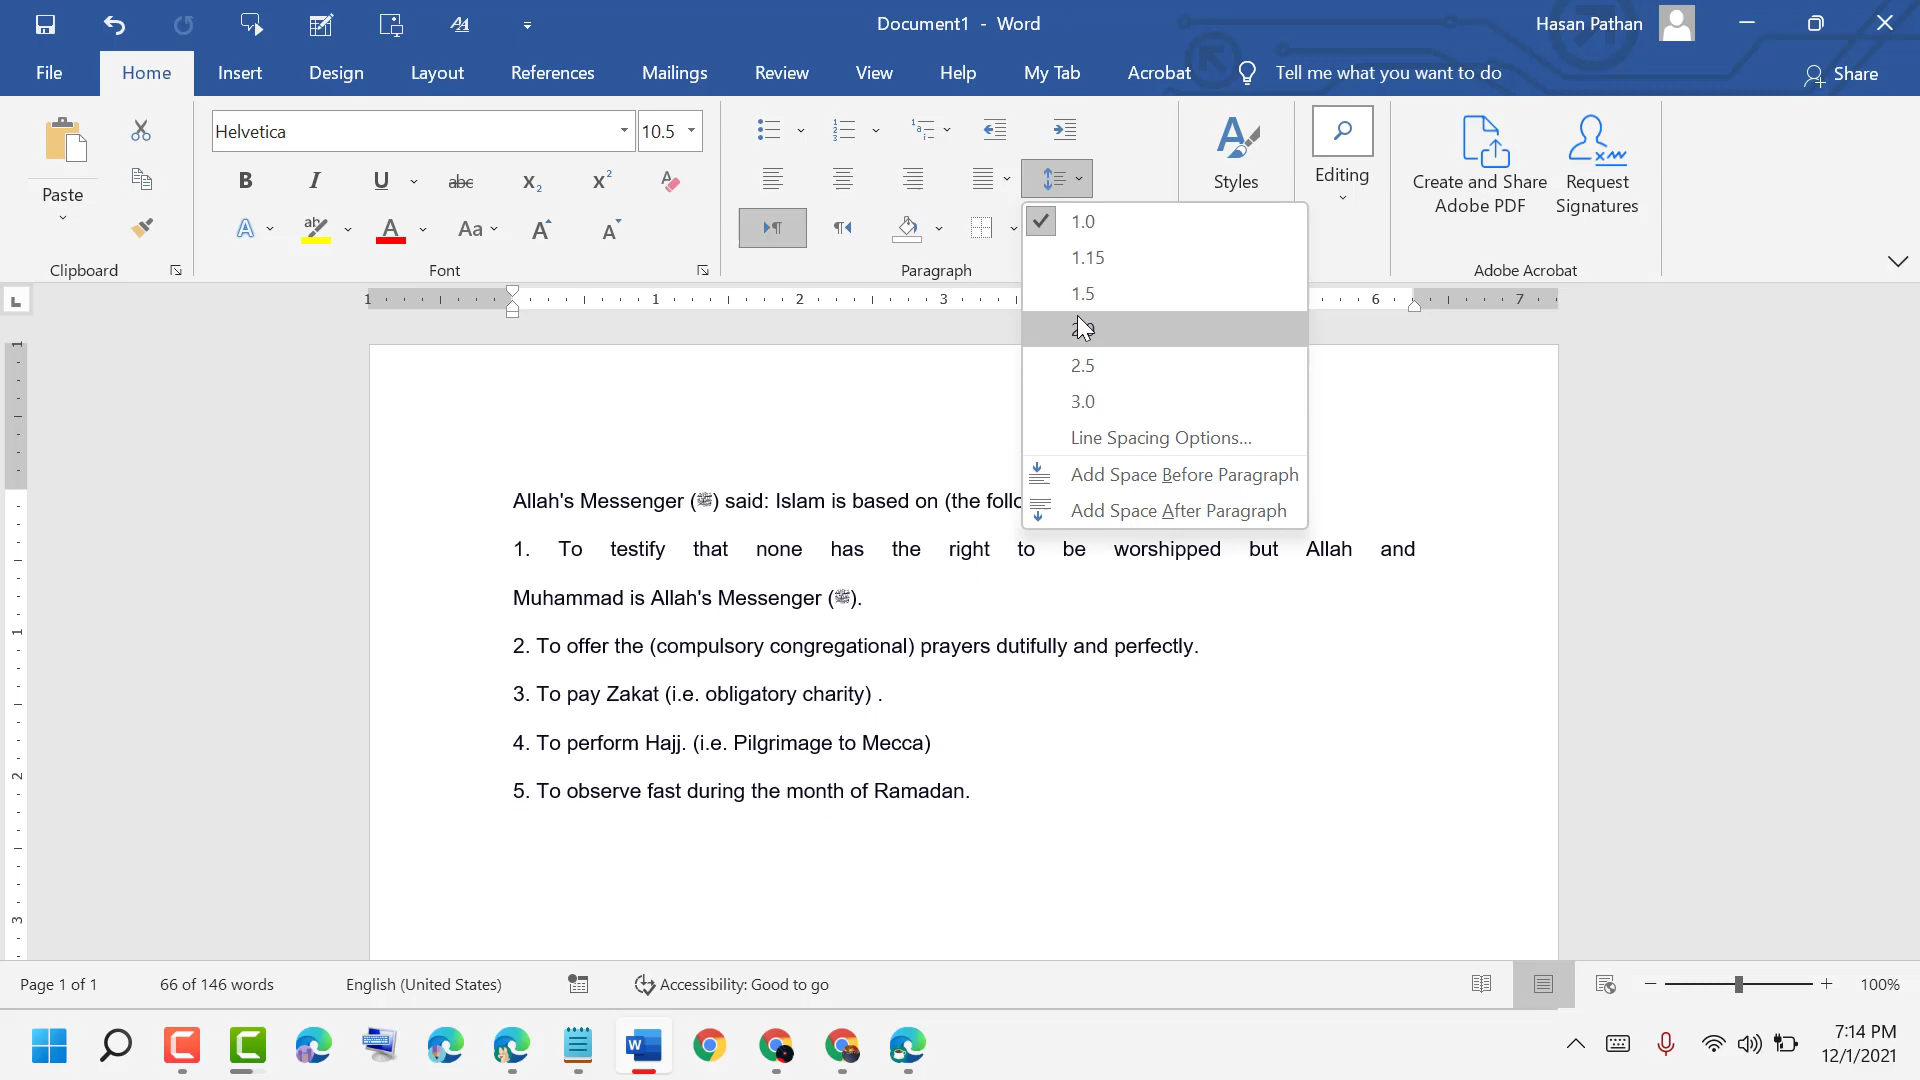 Document1 - Word
Hasan Pathan
File Home Insert Design Layout References Mailings Review View Help My Tab Acrobat Tell me what you want to do Share
Paste
Clipboard
Helvetica 10.5
Font
Paragraph
Styles
Editing
Create and Share
Adobe PDF
Request
Signatures
Adobe Acrobat
1.0
1.15
1.5
2.0
2.5
3.0
Line Spacing Options...
Add Space Before Paragraph
Add Space After Paragraph
1 1 2 3 6 7
Allah's Messenger (ﷺ) said: Islam is based on (the follo
1. To testify that none has the right to be worshipped but Allah and
Muhammad is Allah's Messenger (ﷺ).
2. To offer the (compulsory congregational) prayers dutifully and perfectly.
3. To pay Zakat (i.e. obligatory charity) .
4. To perform Hajj. (i.e. Pilgrimage to Mecca)
5. To observe fast during the month of Ramadan.
Page 1 of 1 66 of 146 words English (United States) Accessibility: Good to go 100%
7:14 PM
12/1/2021